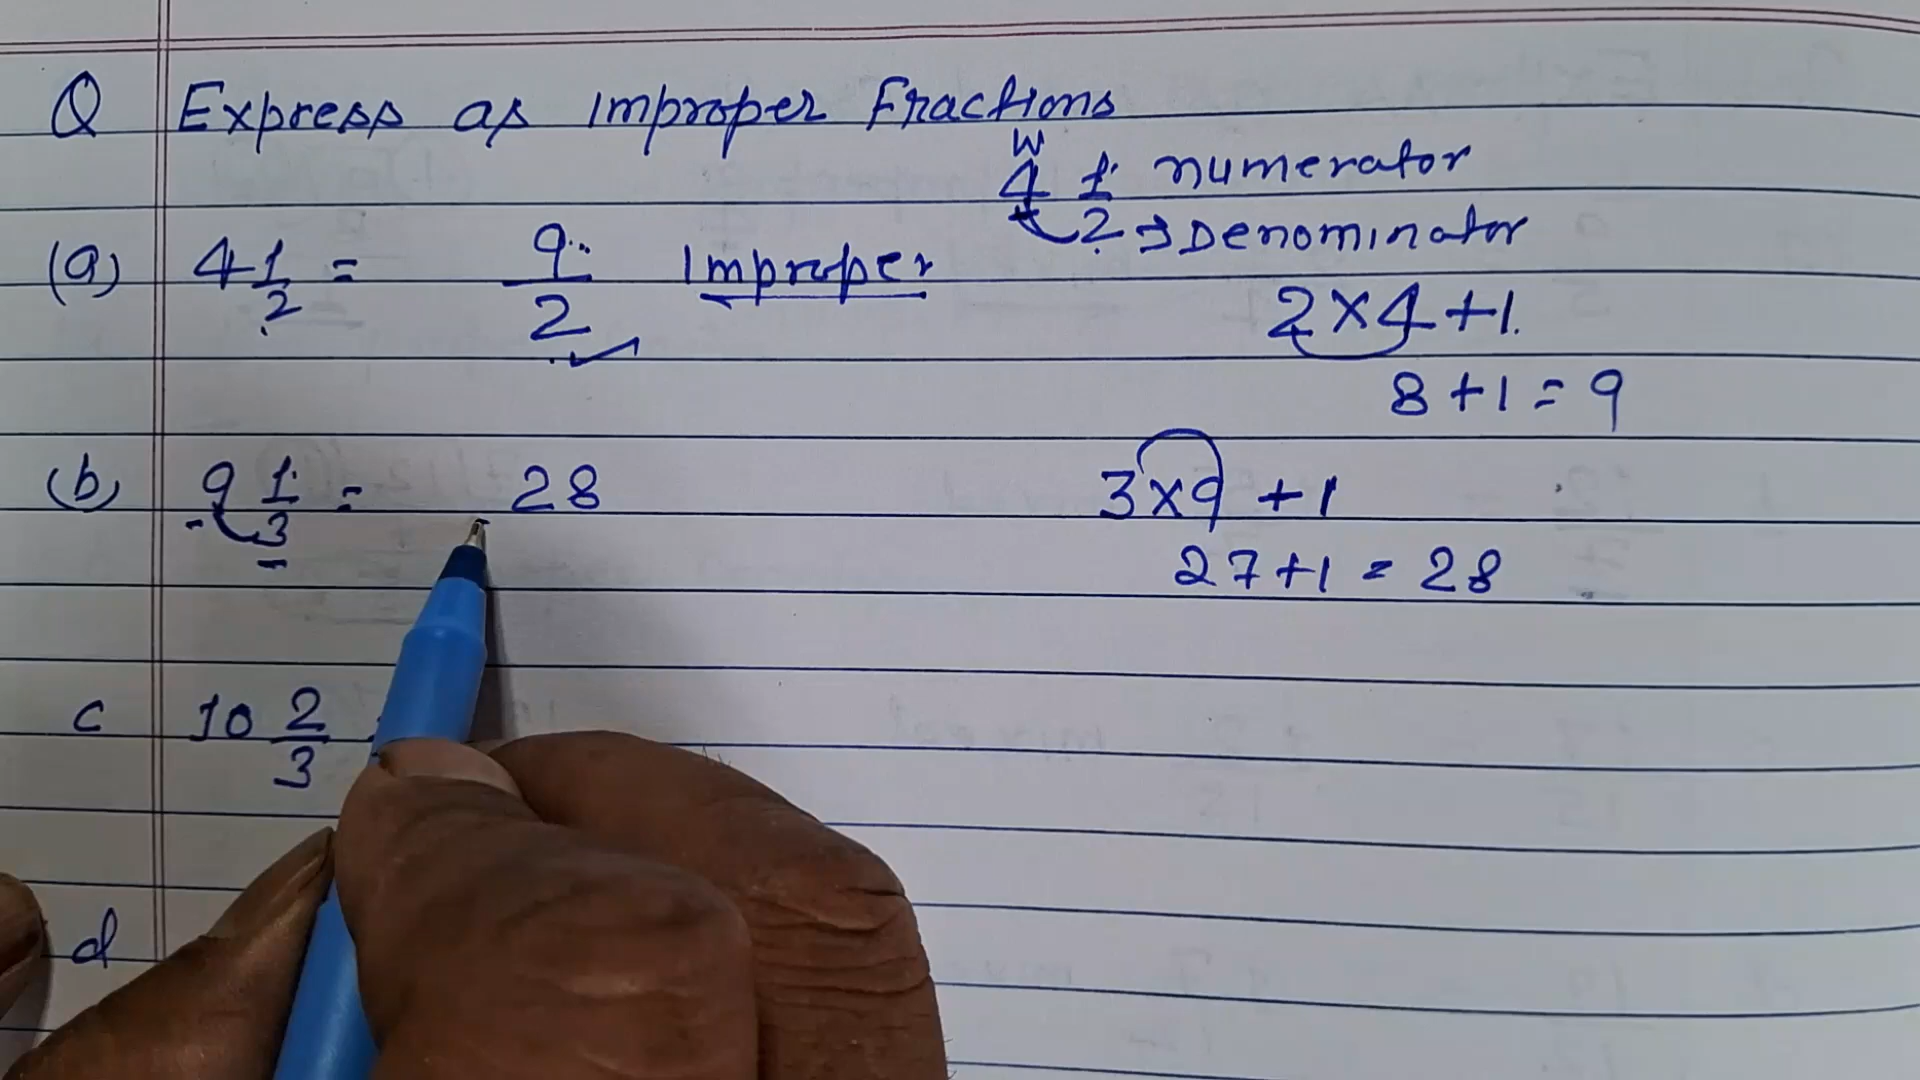 Q Express as Improper Fractions
W
4 1 numerator
2 → Denominator
(a) 4 1/2 = 9/2 Improper
2 × 4 + 1
8 + 1 = 9
(b) 9 1/3 = 28
3 × 9 + 1
27 + 1 = 28
c 10 2/3
d